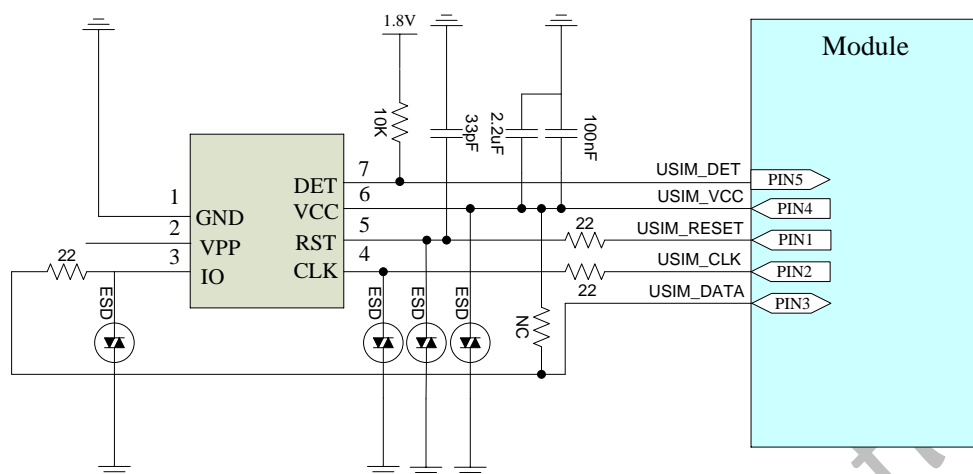 1.8V
Module
10K
33pF
2.2uF
100nF
7
DET
USIM_DET
PIN5
6
VCC
USIM_VCC
PIN4
1
GND
5
RST
22
USIM_RESET
PIN1
2
VPP
4
CLK
22
USIM_CLK
PIN2
3
IO
22
USIM_DATA
PIN3
ESD
ESD
ESD
ESD
NC